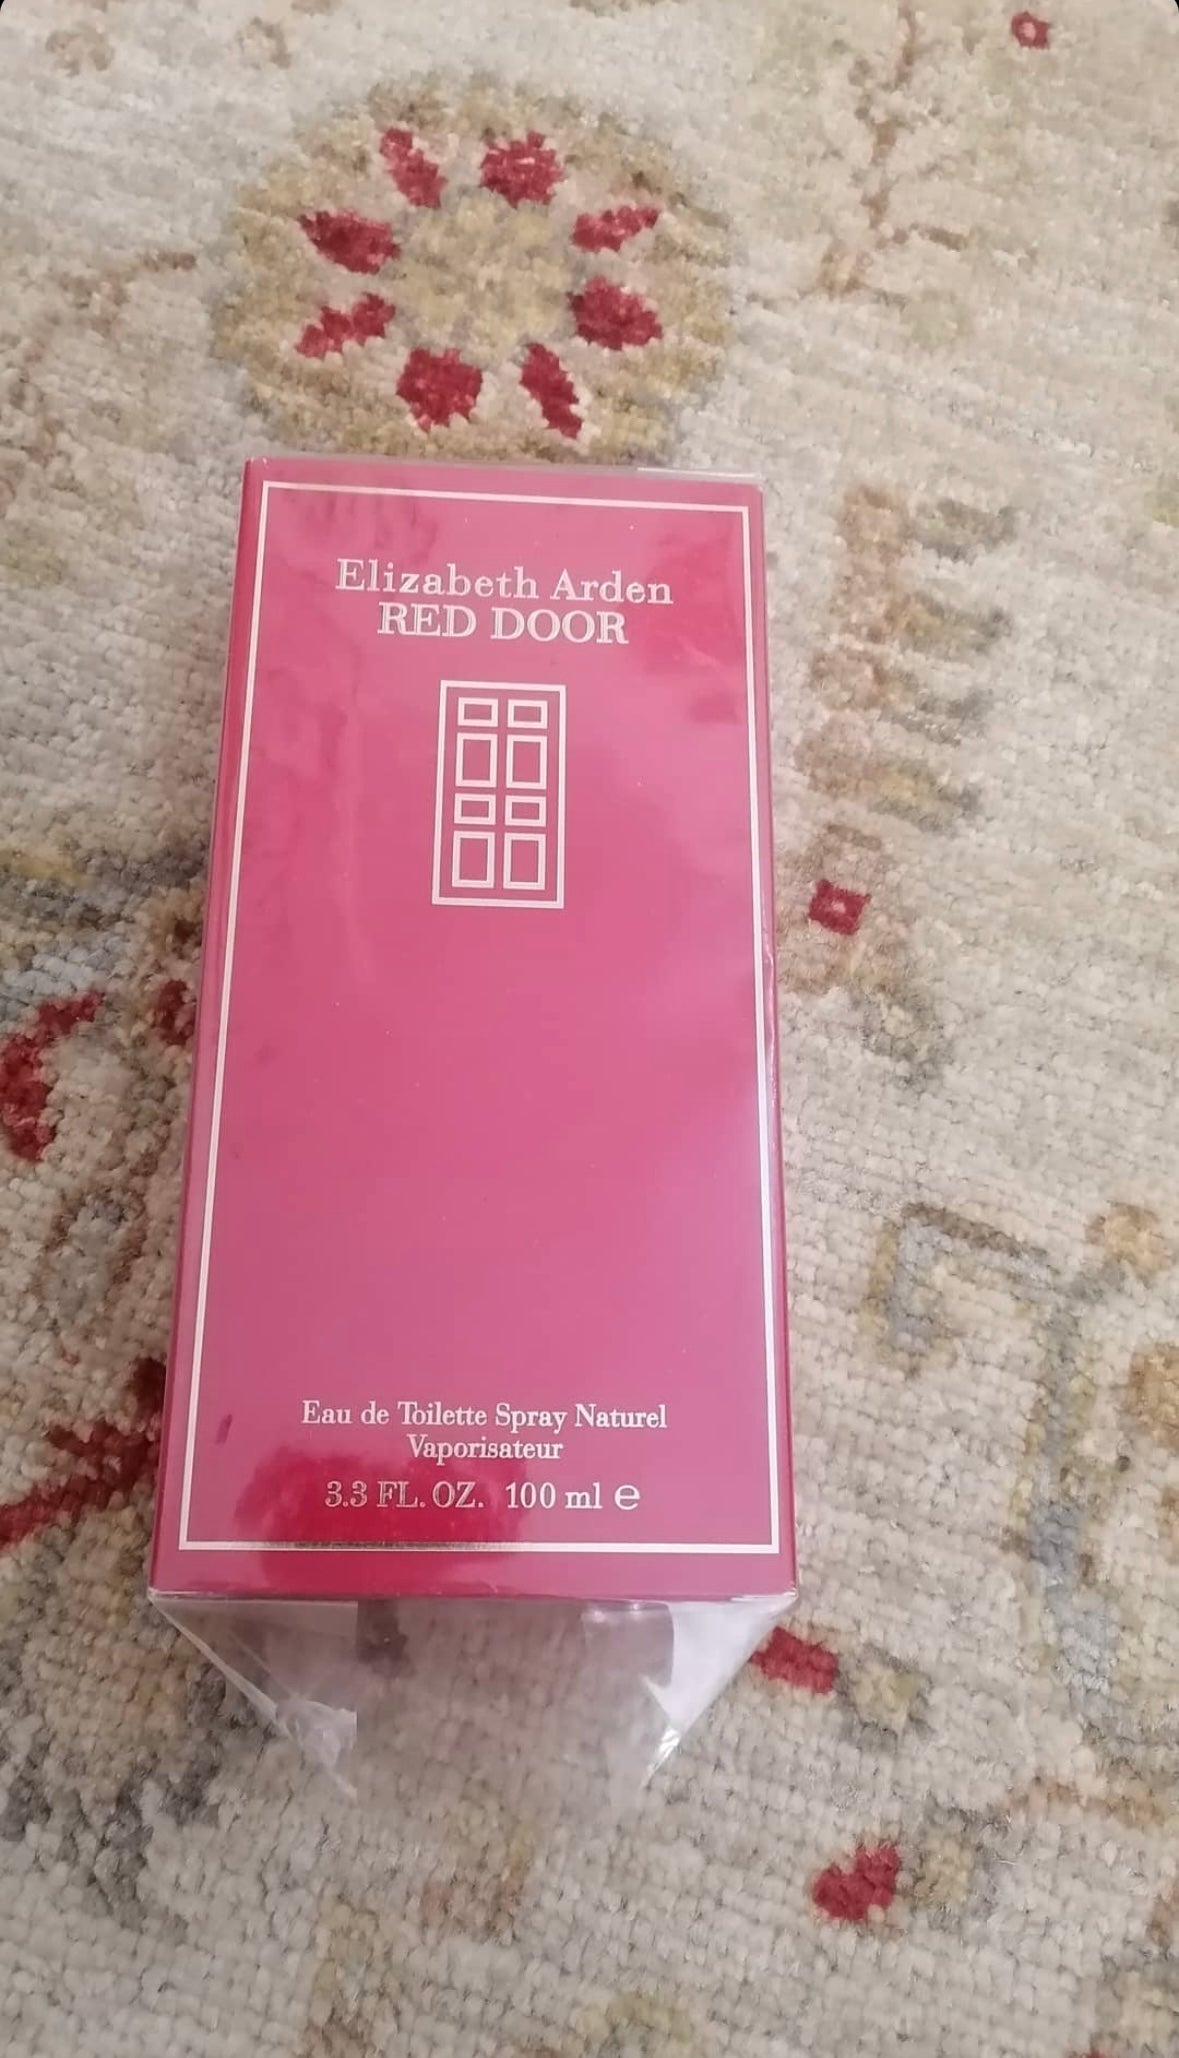 Elizabeth Arden
RED DOOR
Eau de Toilette Spray Naturel
Vaporisateur
3.3 FL. OZ. 100 ml ℮